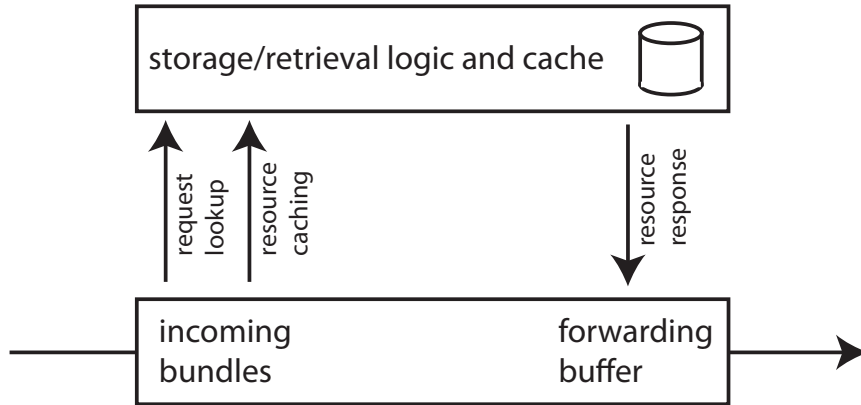 storage/retrieval logic and cache
request
lookup
resource
caching
resource
response
incoming
bundles
forwarding
buffer